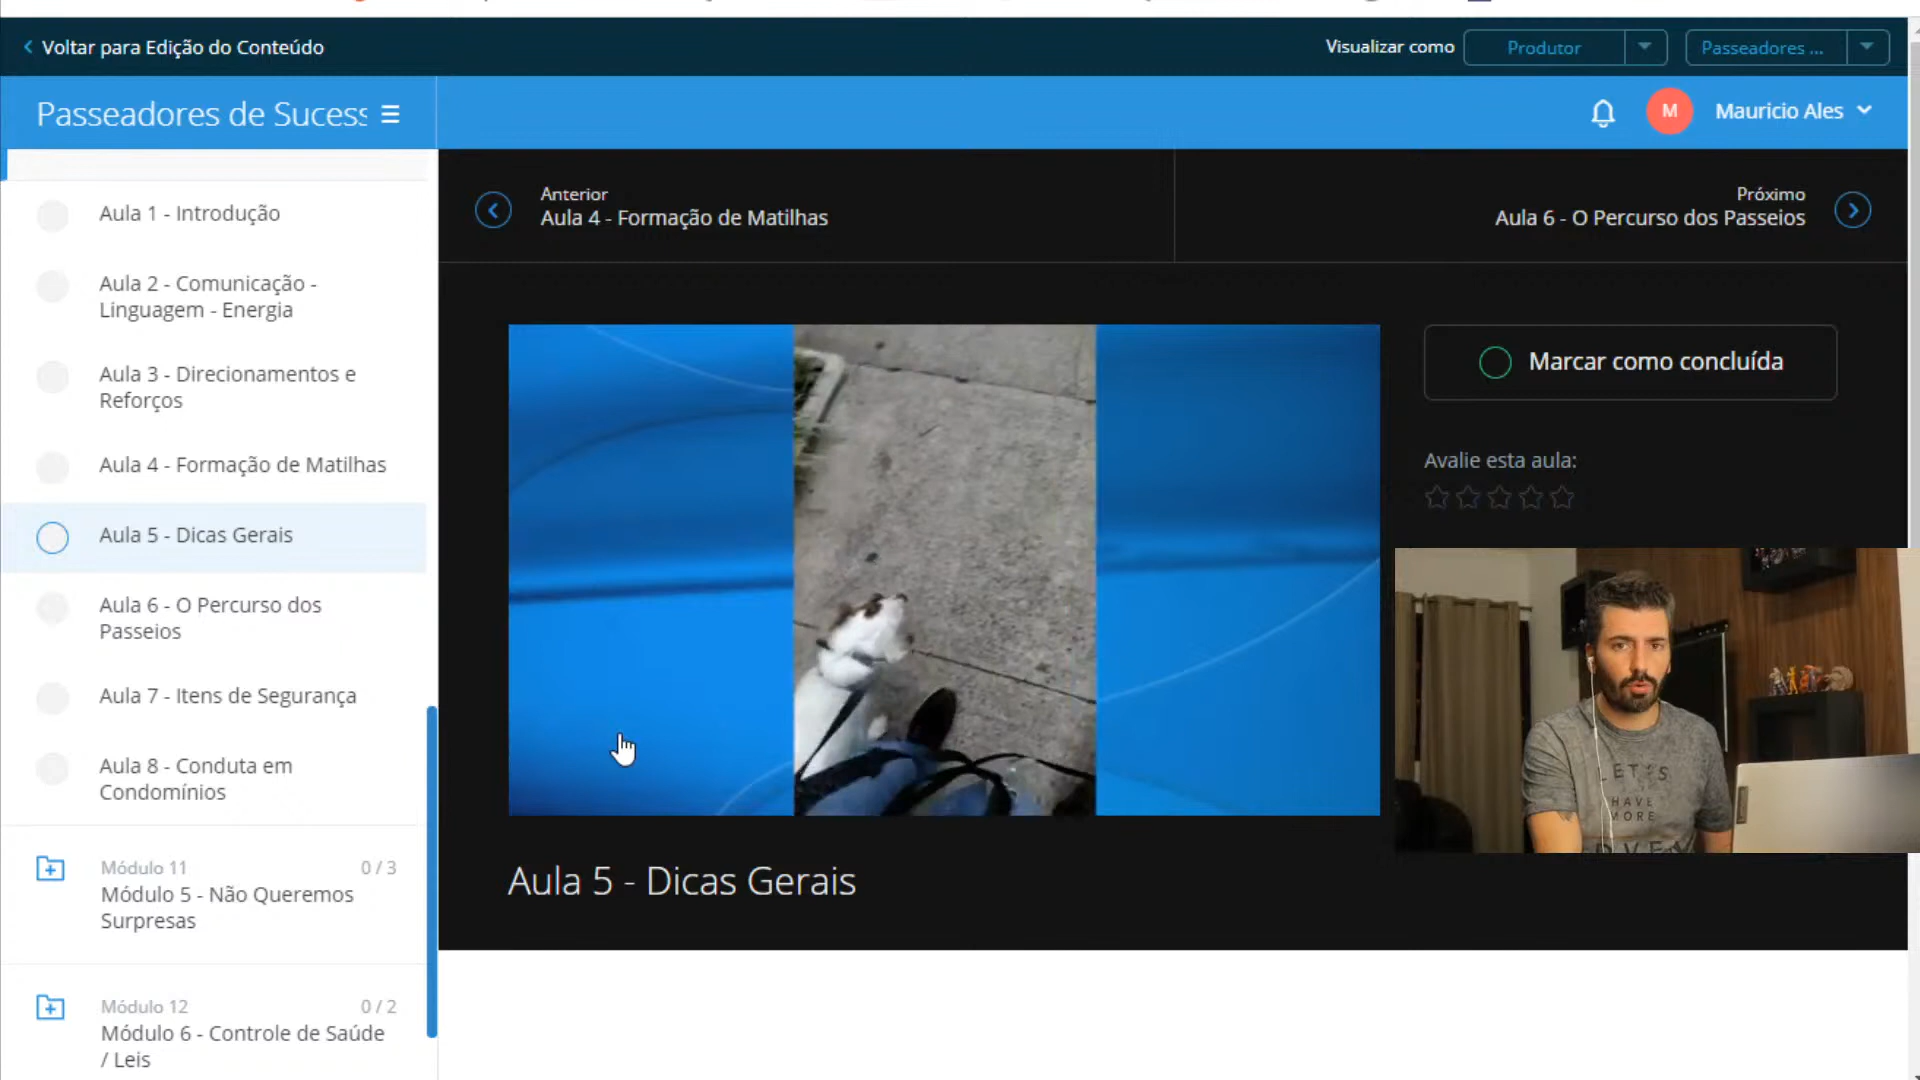 Voltar para Edição do Conteúdo
Visualizar como
Produtor
Passeadores ...
Passeadores de Sucess
M
Mauricio Ales
Anterior
Aula 4 - Formação de Matilhas
Próximo
Aula 6 - O Percurso dos Passeios
Aula 1 - Introdução
Aula 2 - Comunicação -
Linguagem - Energia
Aula 3 - Direcionamentos e
Reforços
Aula 4 - Formação de Matilhas
Aula 5 - Dicas Gerais
Aula 6 - O Percurso dos
Passeios
Aula 7 - Itens de Segurança
Aula 8 - Conduta em
Condomínios
Módulo 11
0 / 3
Módulo 5 - Não Queremos
Surpresas
Módulo 12
0 / 2
Módulo 6 - Controle de Saúde
/ Leis
Marcar como concluída
Avalie esta aula:
LET'S
HAVE
MORE
Aula 5 - Dicas Gerais